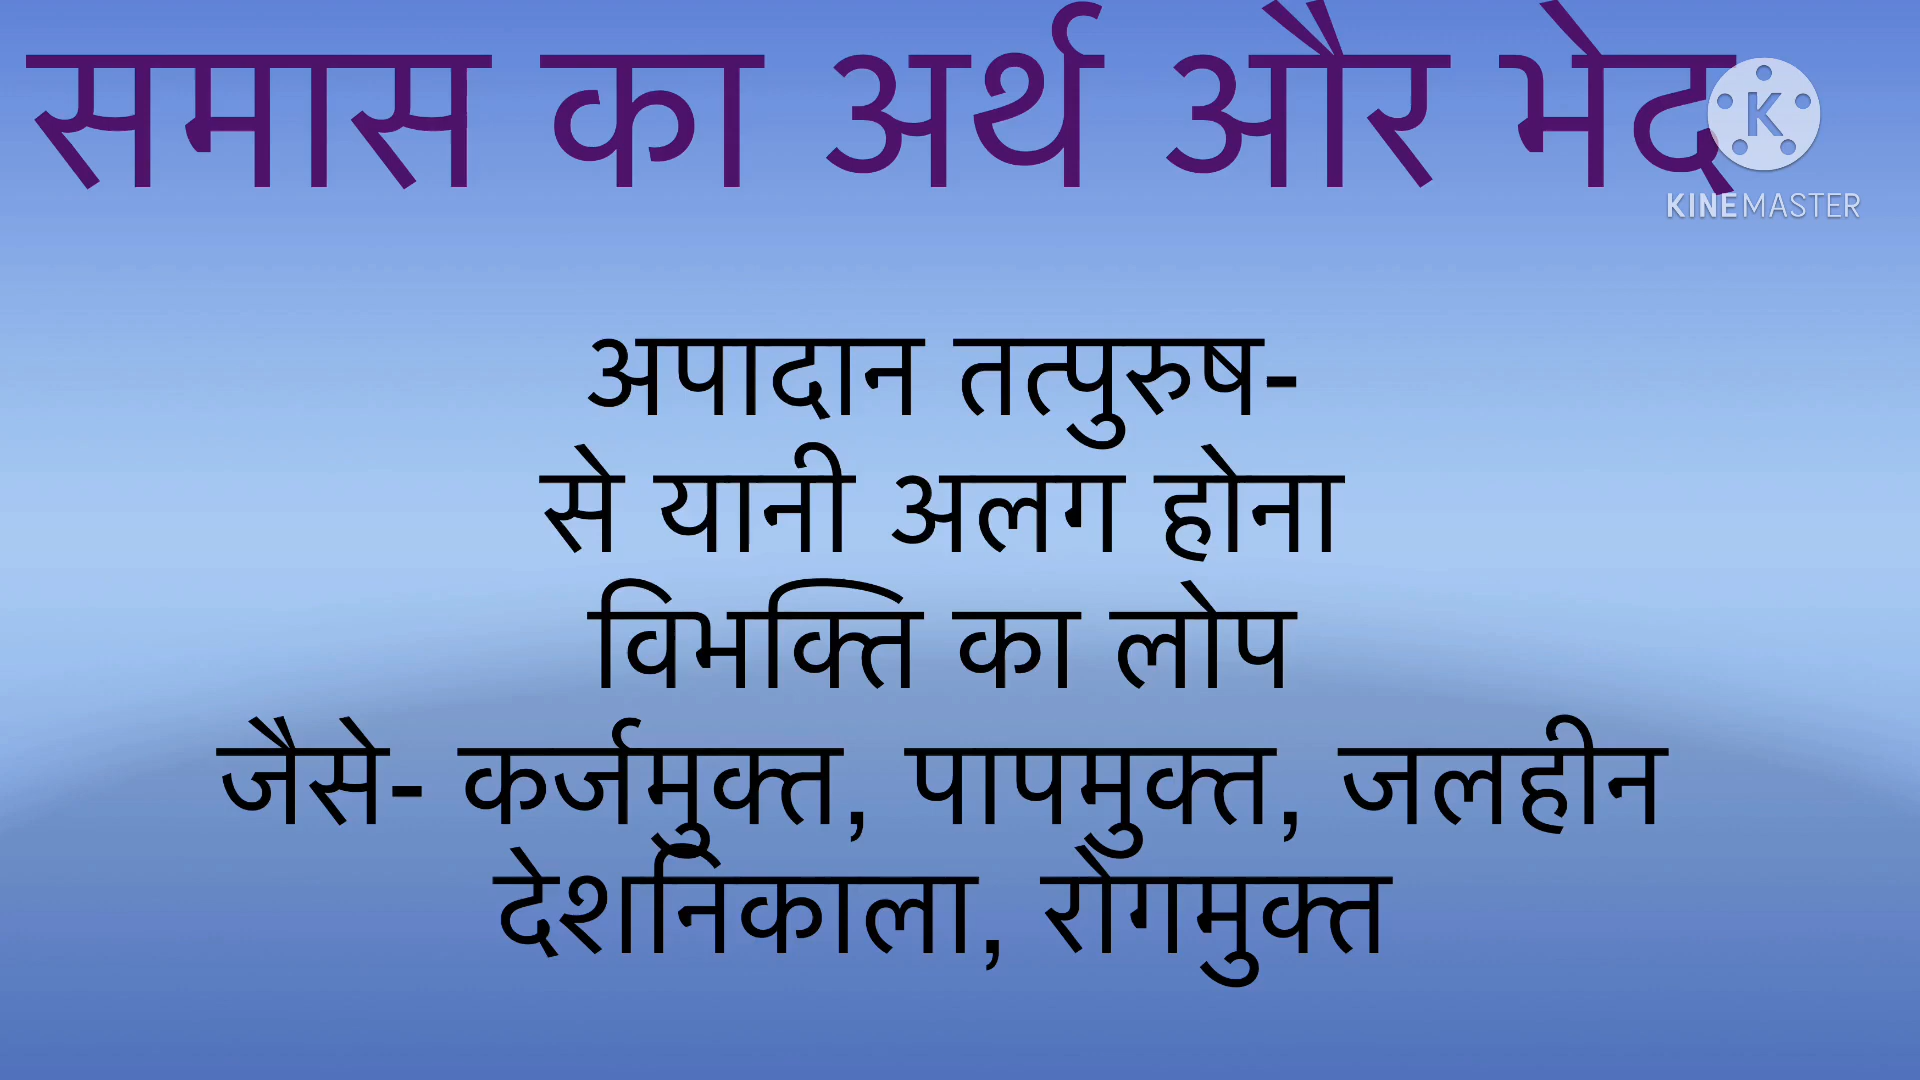 समास का अर्थ और भेद
KINEMASTER
अपादान तत्पुरुष-
से यानी अलग होना
विभक्ति का लोप
जैसे- कर्जमुक्त, पापमुक्त, जलहीन
देशनिकाला, रोगमुक्त